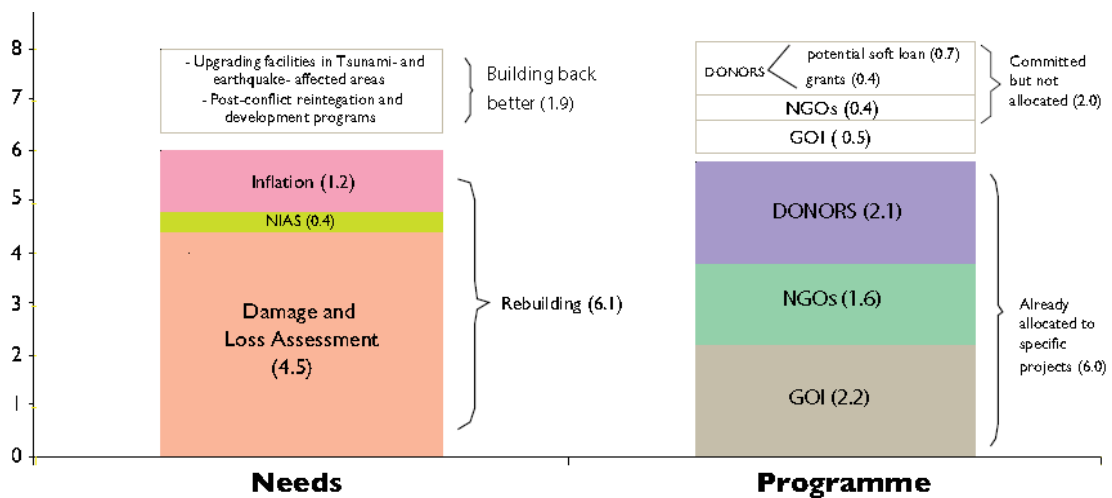 8
7
6
5
4
3
2
1
0
- Upgrading facilities in Tsunami- and
earthquake- affected areas
- Post-conflict reintegation and
development programs
Building back
better (1.9)
Inflation (1.2)
NIAS (0.4)
Damage and
Loss Assessment
(4.5)
Rebuilding (6.1)
Needs
DONORS
potential soft loan (0.7)
grants (0.4)
NGOs (0.4)
GOI ( 0.5)
Committed
but not
allocated (2.0)
DONORS (2.1)
NGOs (1.6)
GOI (2.2)
Already
allocated to
specific
projects (6.0)
Programme